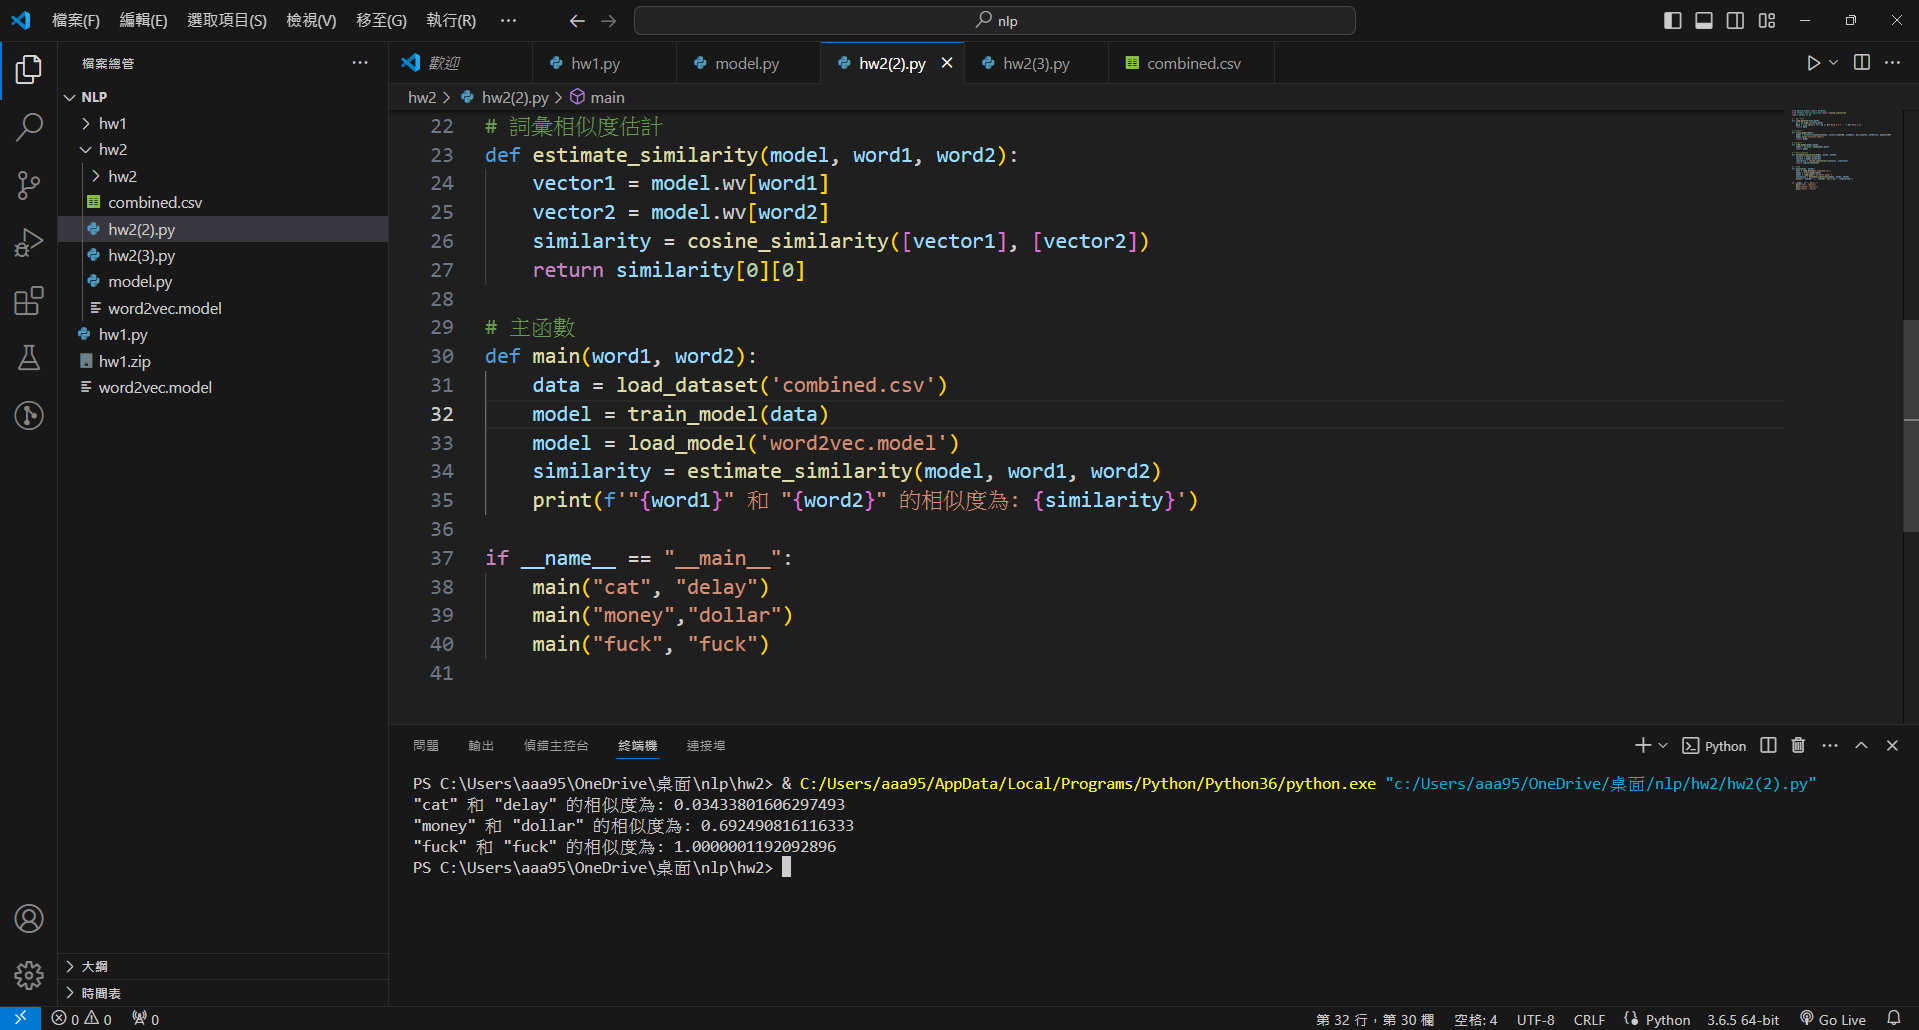 檔案(F) 編輯(E) 選取項目(S) 檢視(V) 移至(G) 執行(R) ··· nlp
檔案總管 ···
NLP
hw1
hw2
hw2
combined.csv
hw2(2).py
hw2(3).py
model.py
word2vec.model
hw1.py
hw1.zip
word2vec.model
大綱
時間表
歡迎 hw1.py model.py hw2(2).py hw2(3).py combined.csv
hw2 > hw2(2).py > main
22 # 詞彙相似度估計
23 def estimate_similarity(model, word1, word2):
24 vector1 = model.wv[word1]
25 vector2 = model.wv[word2]
26 similarity = cosine_similarity([vector1], [vector2])
27 return similarity[0][0]
28
29 # 主函數
30 def main(word1, word2):
31 data = load_dataset('combined.csv')
32 model = train_model(data)
33 model = load_model('word2vec.model')
34 similarity = estimate_similarity(model, word1, word2)
35 print(f'"{word1}" 和 "{word2}" 的相似度為: {similarity}')
36
37 if __name__ == "__main__":
38 main("cat", "delay")
39 main("money","dollar")
40 main("fuck", "fuck")
41
問題 輸出 偵錯主控台 終端機 連接埠 Python
PS C:\Users\aaa95\OneDrive\桌面\nlp\hw2> & C:/Users/aaa95/AppData/Local/Programs/Python/Python36/python.exe "c:/Users/aaa95/OneDrive/桌面/nlp/hw2/hw2(2).py"
"cat" 和 "delay" 的相似度為: 0.03433801606297493
"money" 和 "dollar" 的相似度為: 0.692490816116333
"fuck" 和 "fuck" 的相似度為: 1.0000001192092896
PS C:\Users\aaa95\OneDrive\桌面\nlp\hw2>
0 0 0 第 32 行，第 30 欄 空格: 4 UTF-8 CRLF Python 3.6.5 64-bit Go Live